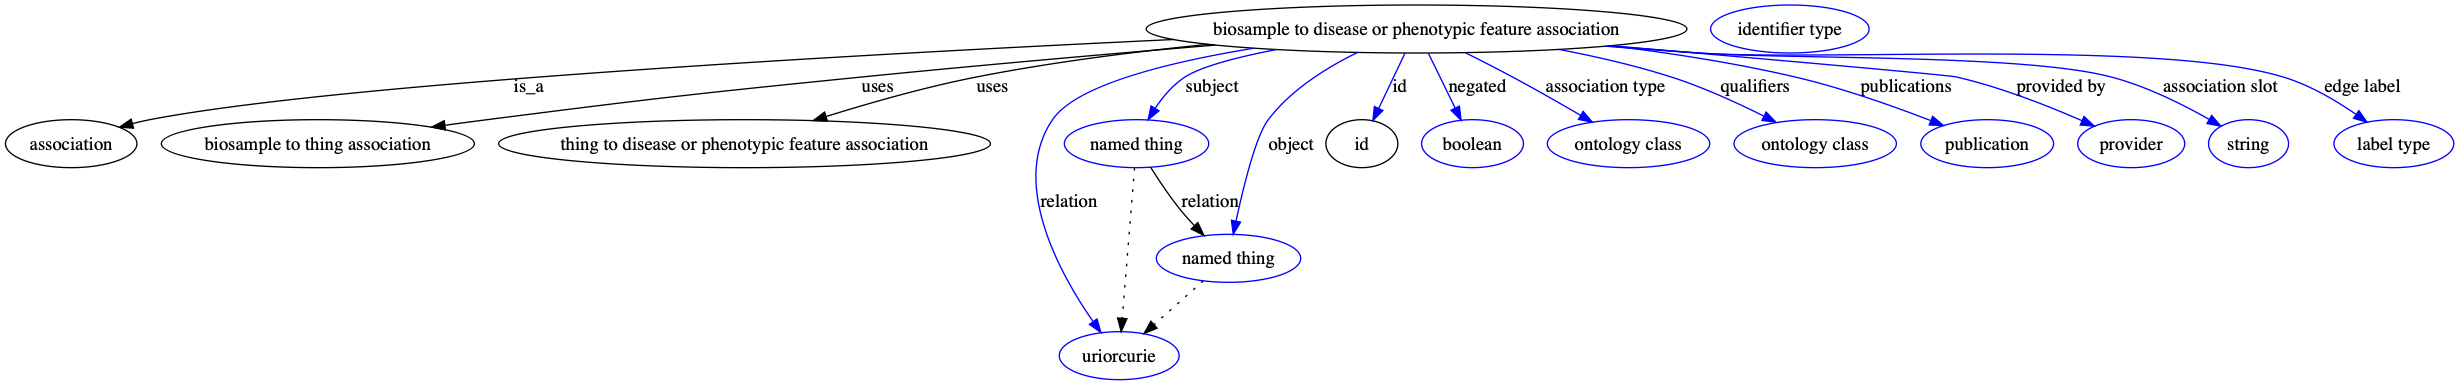 biosample to disease or phenotypic feature association
identifier type
is_a
uses
uses
subject
id
negated
association type
qualifiers
publications
provided by
association slot
edge label
association
biosample to thing association
thing to disease or phenotypic feature association
named thing
object
id
boolean
ontology class
ontology class
publication
provider
string
label type
relation
relation
named thing
uriorcurie